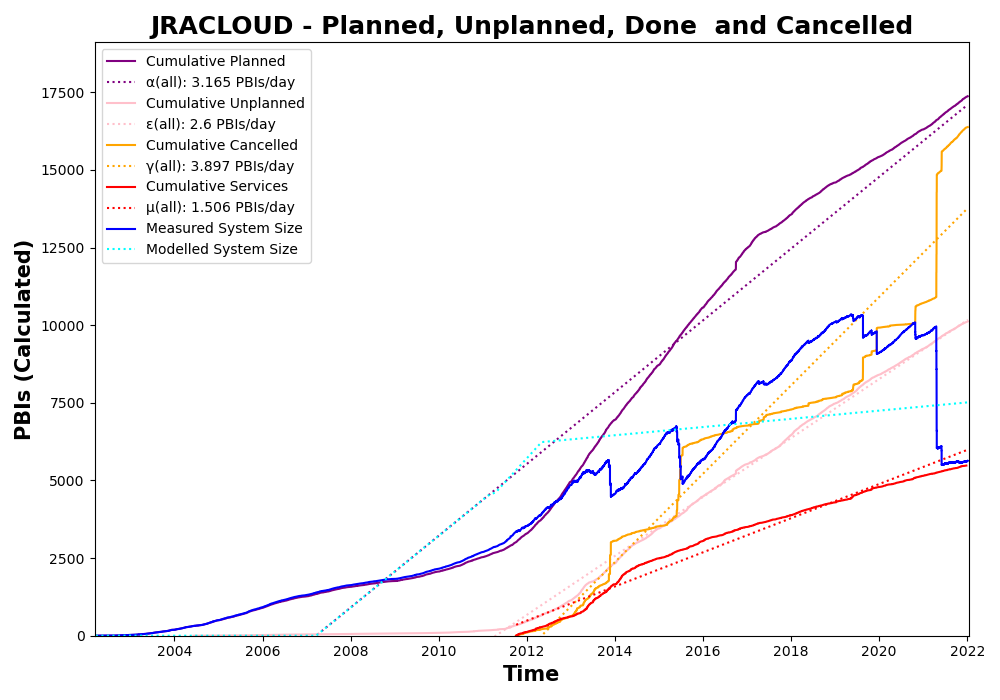 JRACLOUD - Planned, Unplanned, Done  and Cancelled
PBIs (Calculated)
17500
15000
12500
10000
7500
5000
2500
0
Cumulative Planned
α(all): 3.165 PBIs/day
Cumulative Unplanned
ε(all): 2.6 PBIs/day
Cumulative Cancelled
γ(all): 3.897 PBIs/day
Cumulative Services
μ(all): 1.506 PBIs/day
Measured System Size
Modelled System Size
2004 2006 2008 2010 2012 2014 2016 2018 2020 2022
Time